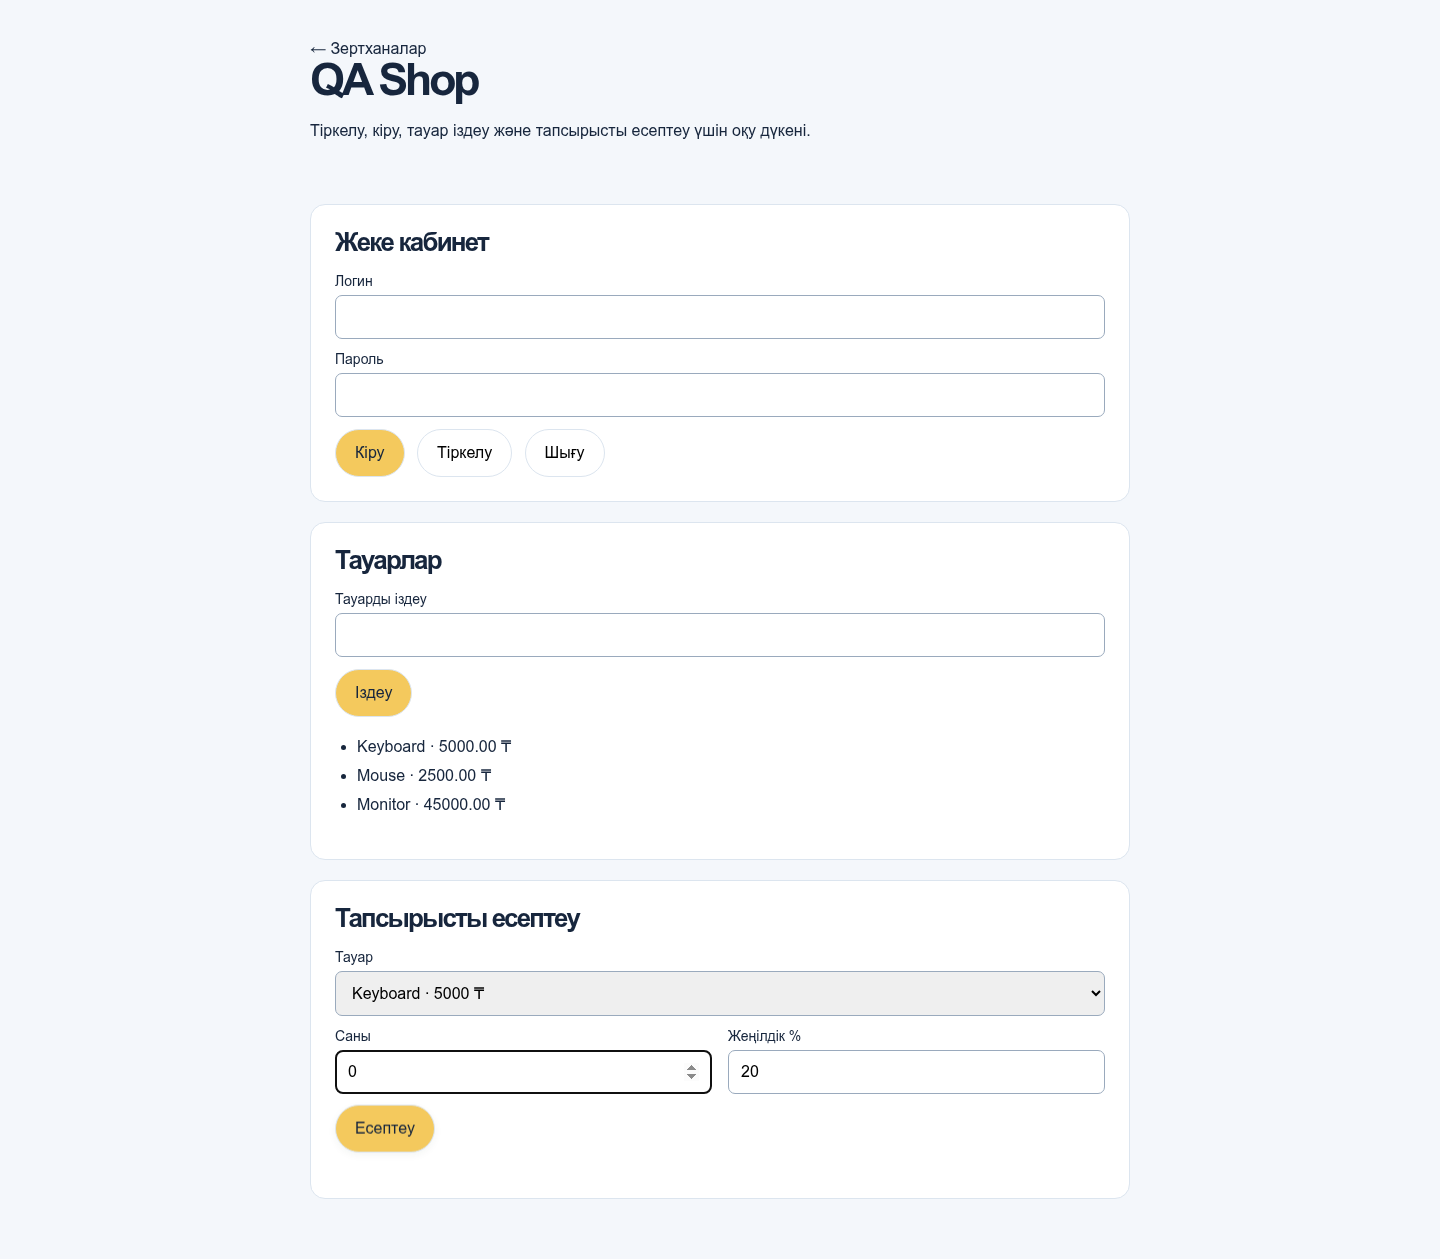 ← Зертханалар
QA Shop
Тіркелу, кіру, тауар іздеу және тапсырысты есептеу үшін оқу дүкені.
Жеке кабинет
Логин
Пароль
Кіру Тіркелу Шығу
Тауарлар
Тауарды іздеу
Іздеу
• Keyboard · 5000.00 ₸
• Mouse · 2500.00 ₸
• Monitor · 45000.00 ₸
Тапсырысты есептеу
Тауар
Keyboard · 5000 ₸
Саны Жеңілдік %
0 20
Есептеу